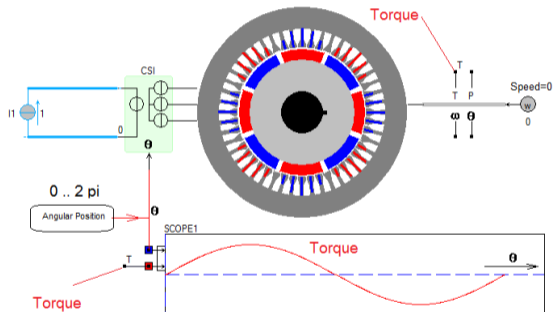 Torque
CSI
T
Speed=0
T P
I1
1
w
0
0
ω θ
θ
0 .. 2 pi
Angular Position
θ
SCOPE1
Torque
θ
T
Torque